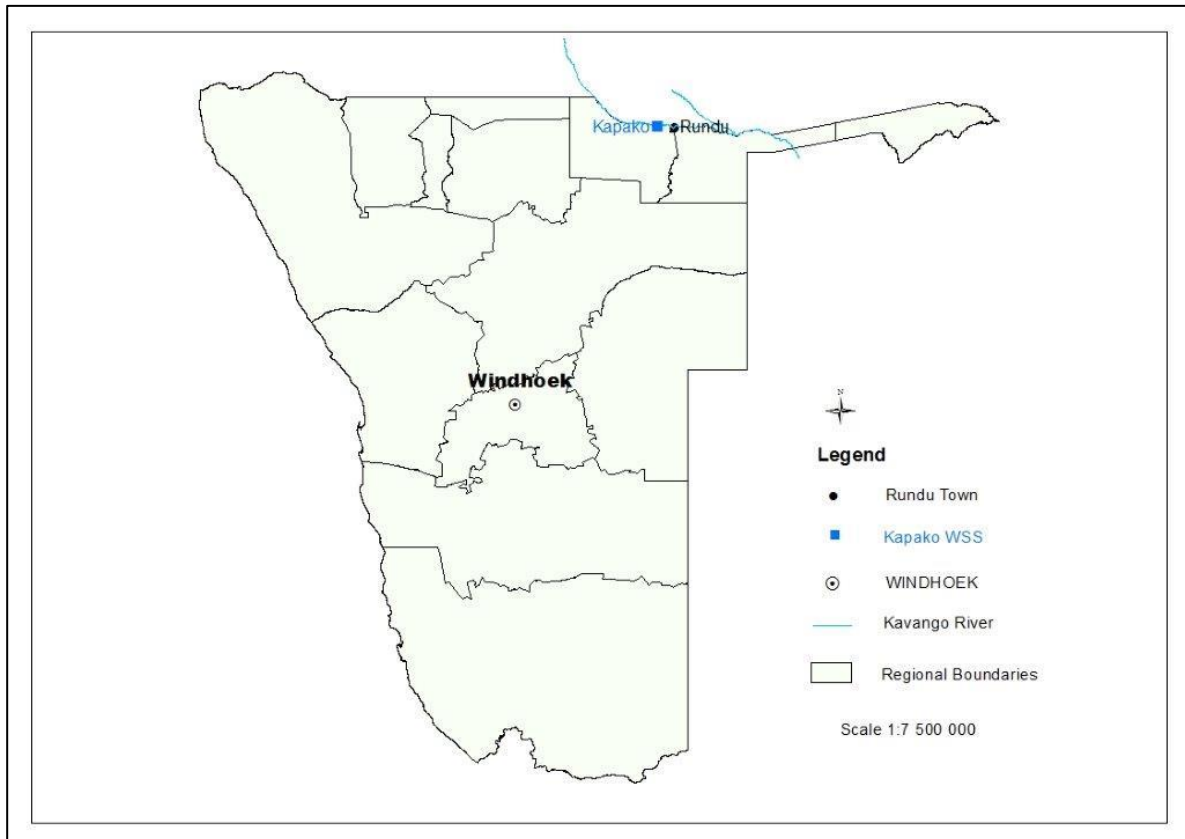 Kapako
Rundu
Windhoek
N
Legend
Rundu Town
Kapako WSS
WINDHOEK
Kavango River
Regional Boundaries
Scale 1:7 500 000